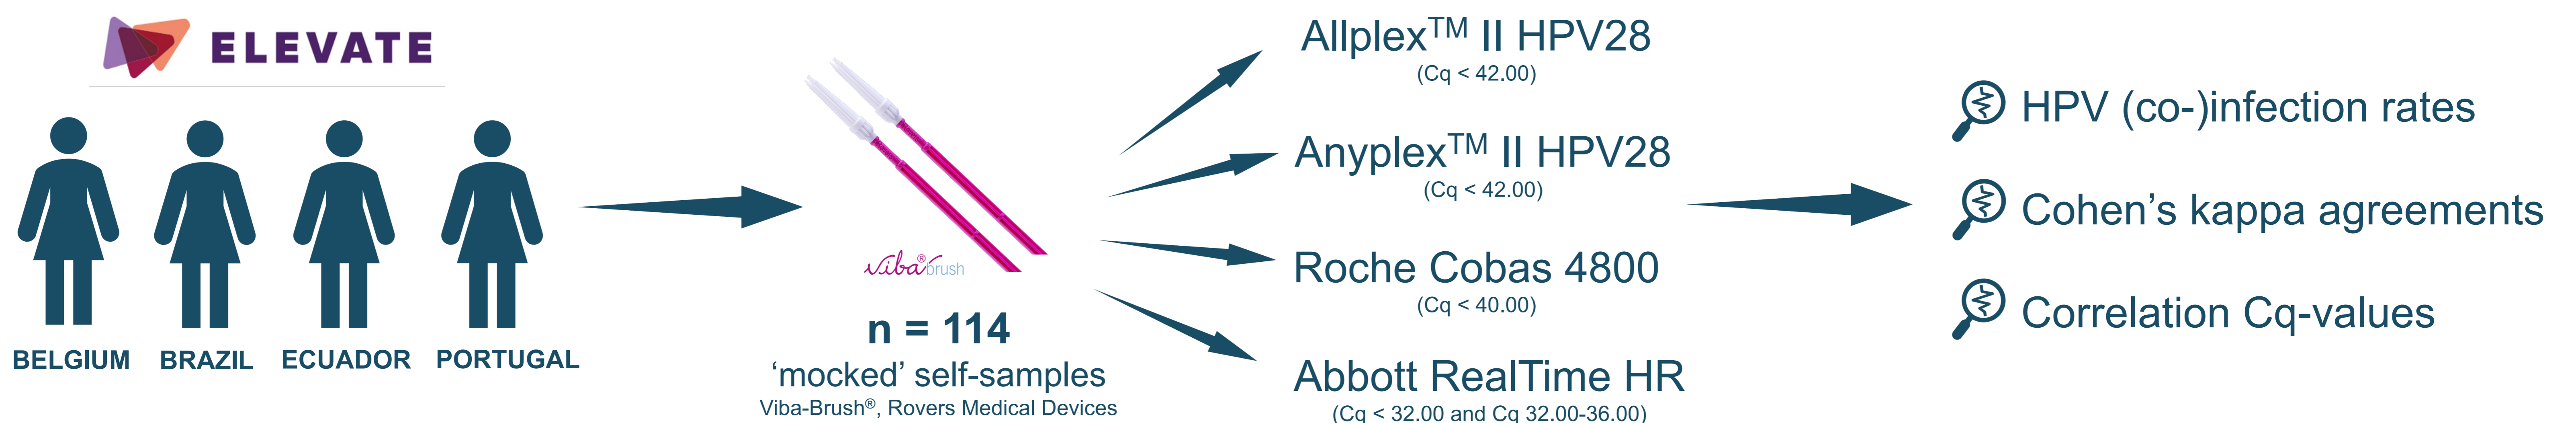 ELEVATE
BELGIUM
BRAZIL
ECUADOR
PORTUGAL
Viba® brush
n = 114
‘mocked’ self-samples
Viba-Brush®, Rovers Medical Devices
Allplex™ II HPV28
(Cq < 42.00)
Anyplex™ II HPV28
(Cq < 42.00)
Roche Cobas 4800
(Cq < 40.00)
Abbott RealTime HR
(Cq < 32.00 and Cq 32.00-36.00)
HPV (co-)infection rates
Cohen’s kappa agreements
Correlation Cq-values